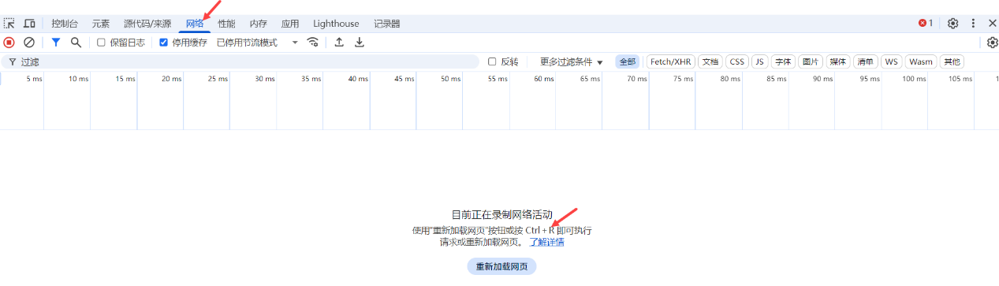 控制台 元素 源代码/来源 网络 性能 内存 应用 Lighthouse 记录器 1
保留日志 停用缓存 已停用节流模式
过滤 反转 更多过滤条件 全部 Fetch/XHR 文档 CSS JS 字体 图片 媒体 清单 WS Wasm 其他
5 ms 10 ms 15 ms 20 ms 25 ms 30 ms 35 ms 40 ms 45 ms 50 ms 55 ms 60 ms 65 ms 70 ms 75 ms 80 ms 85 ms 90 ms 95 ms 100 ms 105 ms 1
目前正在录制网络活动
使用“重新加载网页”按钮或按 Ctrl + R 即可执行
请求或重新加载网页。 了解详情
重新加载网页